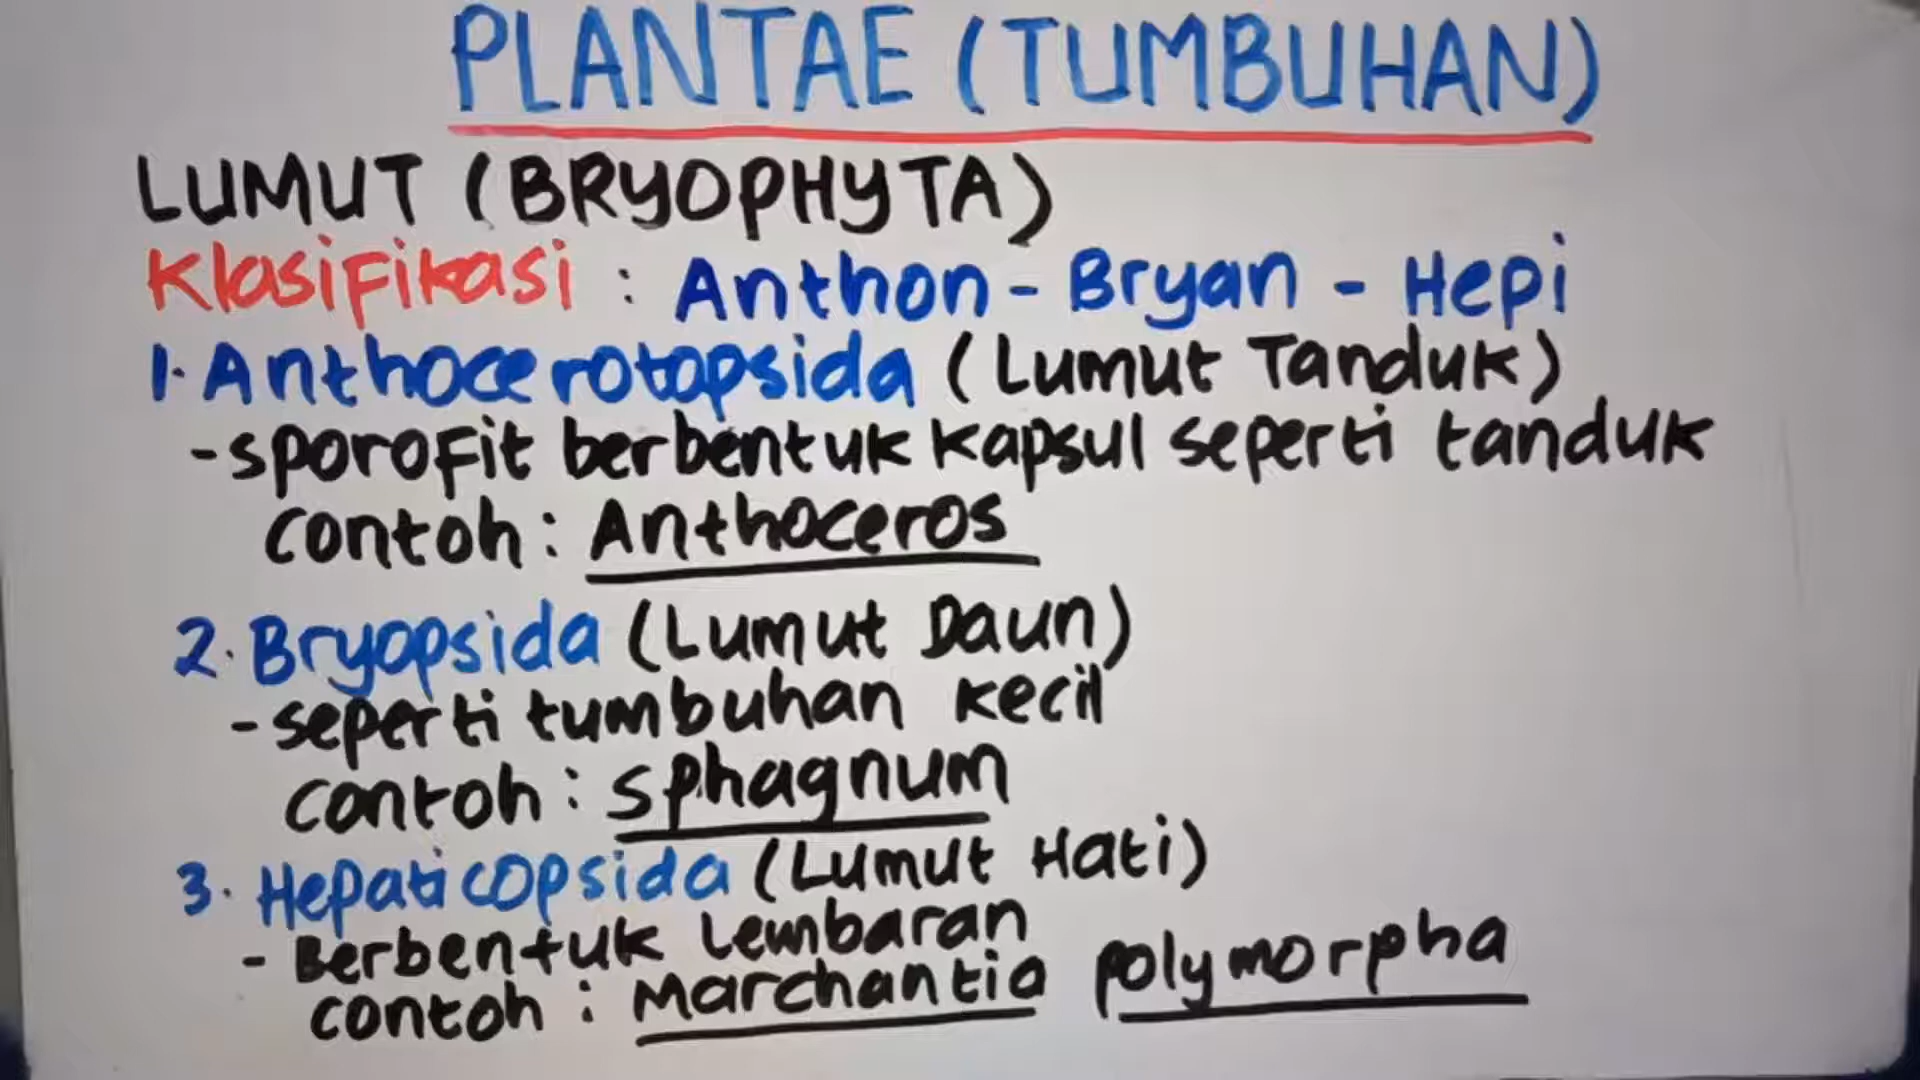 PLANTAE (TUMBUHAN)
LUMUT (BRYOPHYTA)
Klasifikasi : Anthon - Bryan - Hepi
1. Anthocerotopsida (Lumut Tanduk)
- sporofit berbentuk kapsul seperti tanduk
contoh : Anthoceros
2. Bryopsida (Lumut Daun)
- seperti tumbuhan kecil
contoh : sphagnum
3. Hepaticopsida (Lumut Hati)
- Berbentuk Lembaran
contoh : Marchantia polymorpha